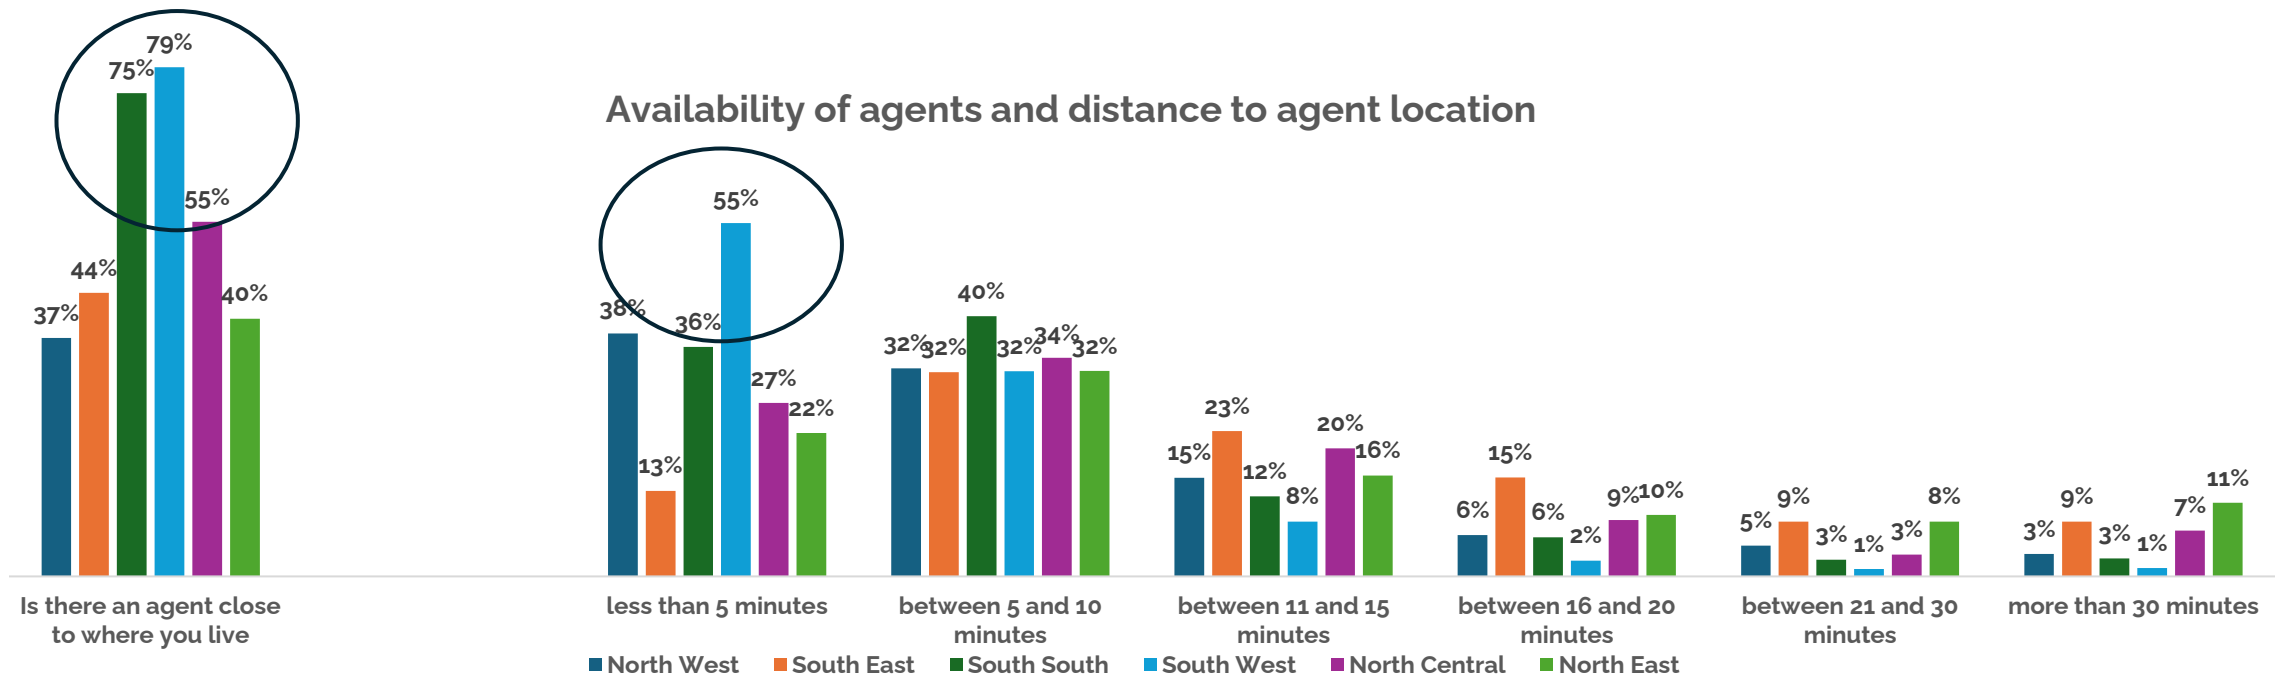 Availability of agents and distance to agent location
37%
44%
75%
79%
55%
40%
38%
13%
36%
55%
27%
22%
32%
32%
40%
32%
34%
32%
15%
23%
12%
8%
20%
16%
6%
15%
6%
2%
9%
10%
5%
9%
3%
1%
3%
8%
3%
9%
3%
1%
7%
11%
Is there an agent close
to where you live
less than 5 minutes
between 5 and 10
minutes
between 11 and 15
minutes
between 16 and 20
minutes
between 21 and 30
minutes
more than 30 minutes
North West
South East
South South
South West
North Central
North East